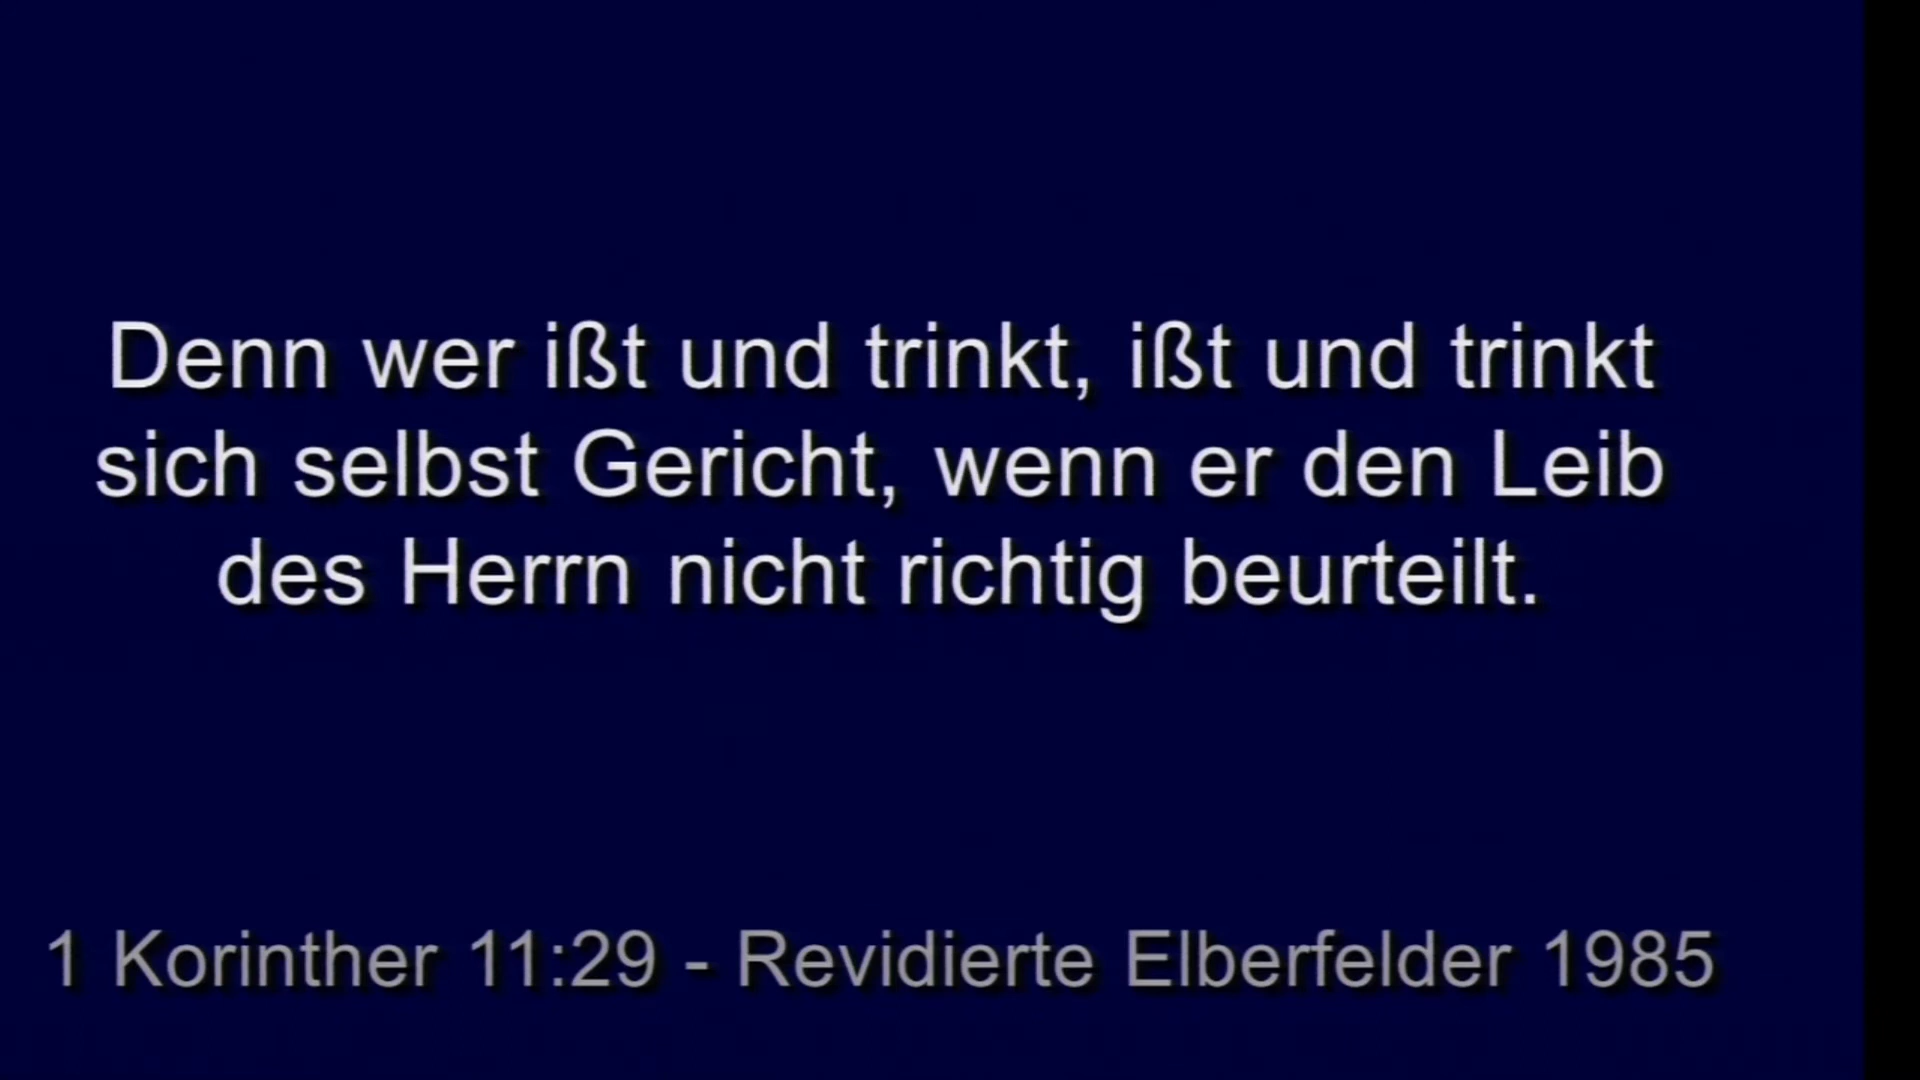 Denn wer ißt und trinkt, ißt und trinkt
sich selbst Gericht, wenn er den Leib
des Herrn nicht richtig beurteilt.
1 Korinther 11:29 - Revidierte Elberfelder 1985